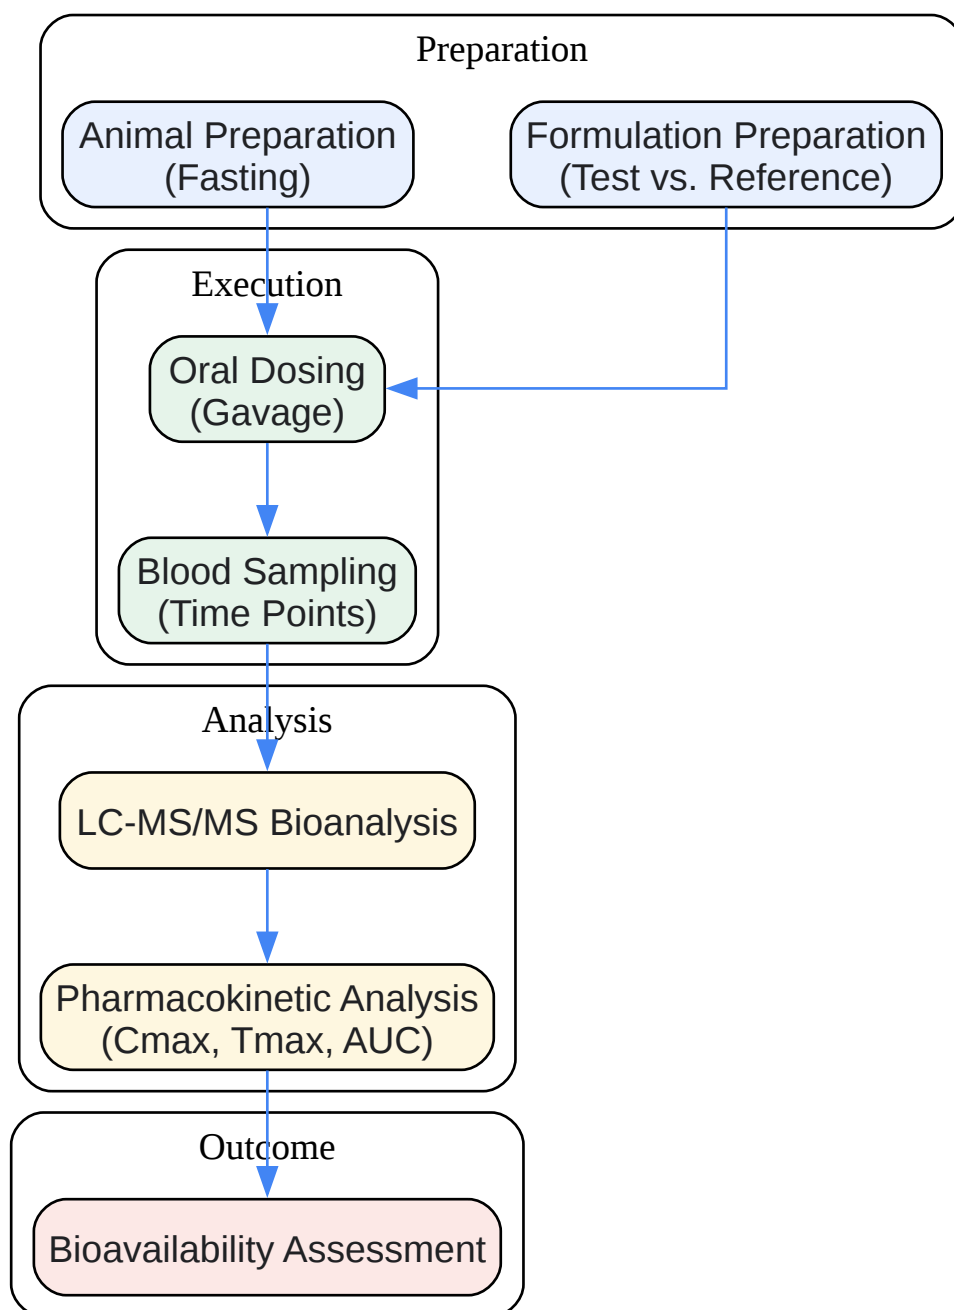 Preparation
Animal Preparation
(Fasting)
Formulation Preparation
(Test vs. Reference)
Execution
Oral Dosing
(Gavage)
Blood Sampling
(Time Points)
Analysis
LC-MS/MS Bioanalysis
Pharmacokinetic Analysis
(Cmax, Tmax, AUC)
Outcome
Bioavailability Assessment